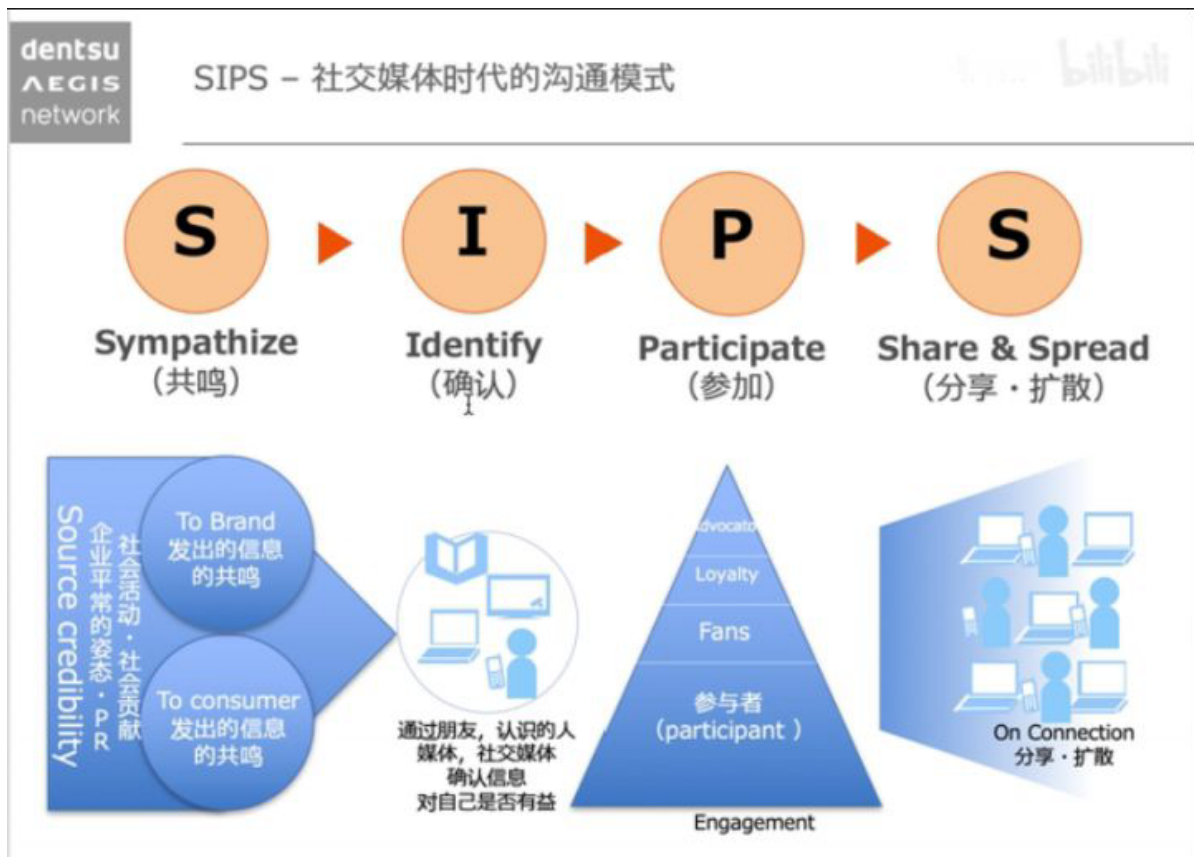 dentsu
AEGIS
network
SIPS – 社交媒体时代的沟通模式
bilibili
S
I
P
S
Sympathize
（共鸣）
Identify
（确认）
Participate
（参加）
Share & Spread
（分享・扩散）
Source credibility
企业平常的姿态・PR
社会活动・社会贡献
To Brand
发出的信息
的共鸣
To consumer
发出的信息
的共鸣
通过朋友，认识的人
媒体，社交媒体
确认信息
对自己是否有益
Loyalty
Fans
参与者
（participant ）
Engagement
On Connection
分享・扩散